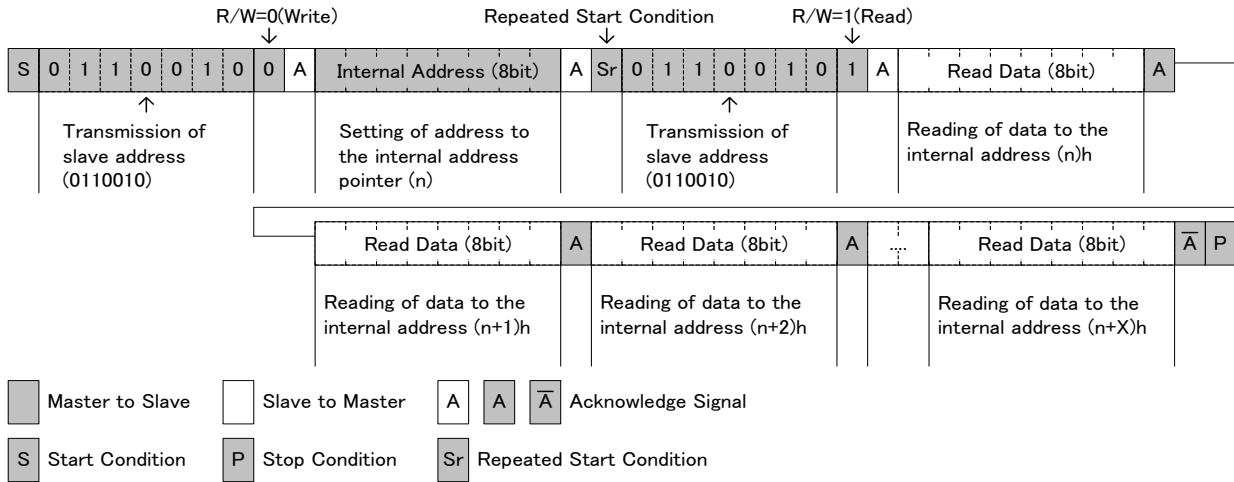 R/W=0(Write) Repeated Start Condition R/W=1(Read)
S 0 1 1 0 0 1 0 0 A Internal Address (8bit) A Sr 0 1 1 0 0 1 0 1 A Read Data (8bit) A
Transmission of
slave address
(0110010)
Setting of address to
the internal address
pointer (n)
Transmission of
slave address
(0110010)
Reading of data to the
internal address (n)h
Read Data (8bit) A Read Data (8bit) A .... Read Data (8bit) A̅ P
Reading of data to the
internal address (n+1)h
Reading of data to the
internal address (n+2)h
Reading of data to the
internal address (n+X)h
Master to Slave Slave to Master A A A̅ Acknowledge Signal
S Start Condition P Stop Condition Sr Repeated Start Condition